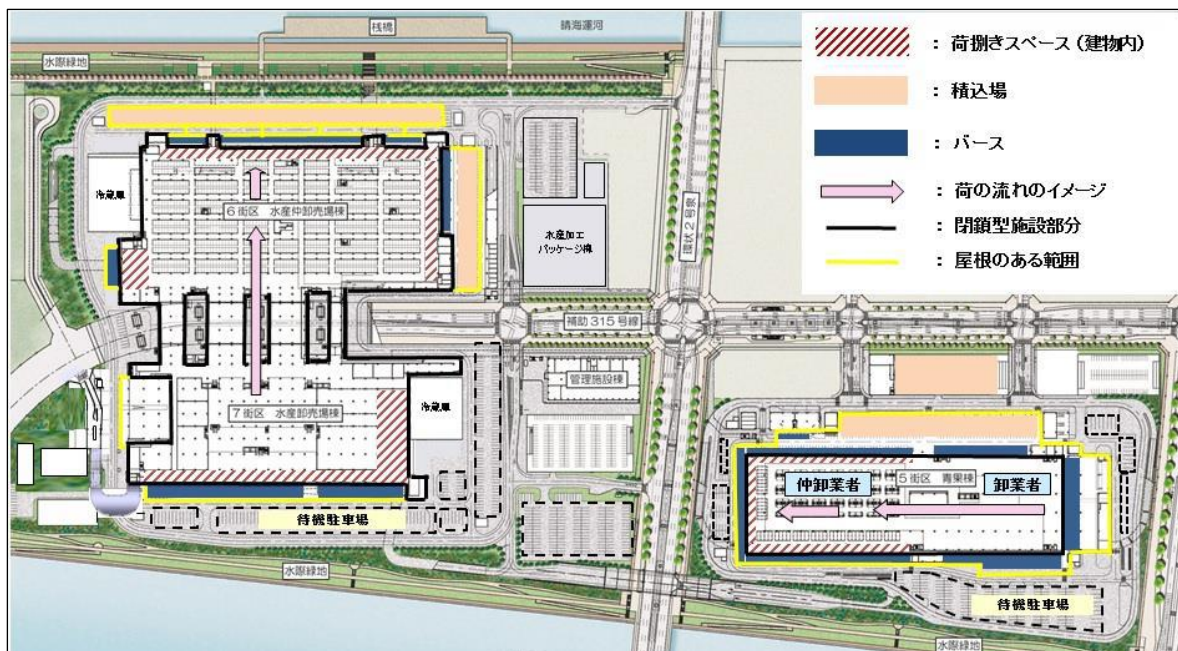 桟橋
晴海運河
水際緑地
冷蔵庫
6街区 水産仲卸売場棟
水産加工
パッケージ棟
環状2号線
補助315号線
管理施設棟
7街区 水産卸売場棟
冷蔵庫
待機駐車場
水際緑地
仲卸業者
5街区 青果棟
卸業者
待機駐車場
水際緑地
: 荷捌きスペース(建物内)
: 積込場
: バース
: 荷の流れのイメージ
: 閉鎖型施設部分
: 屋根のある範囲